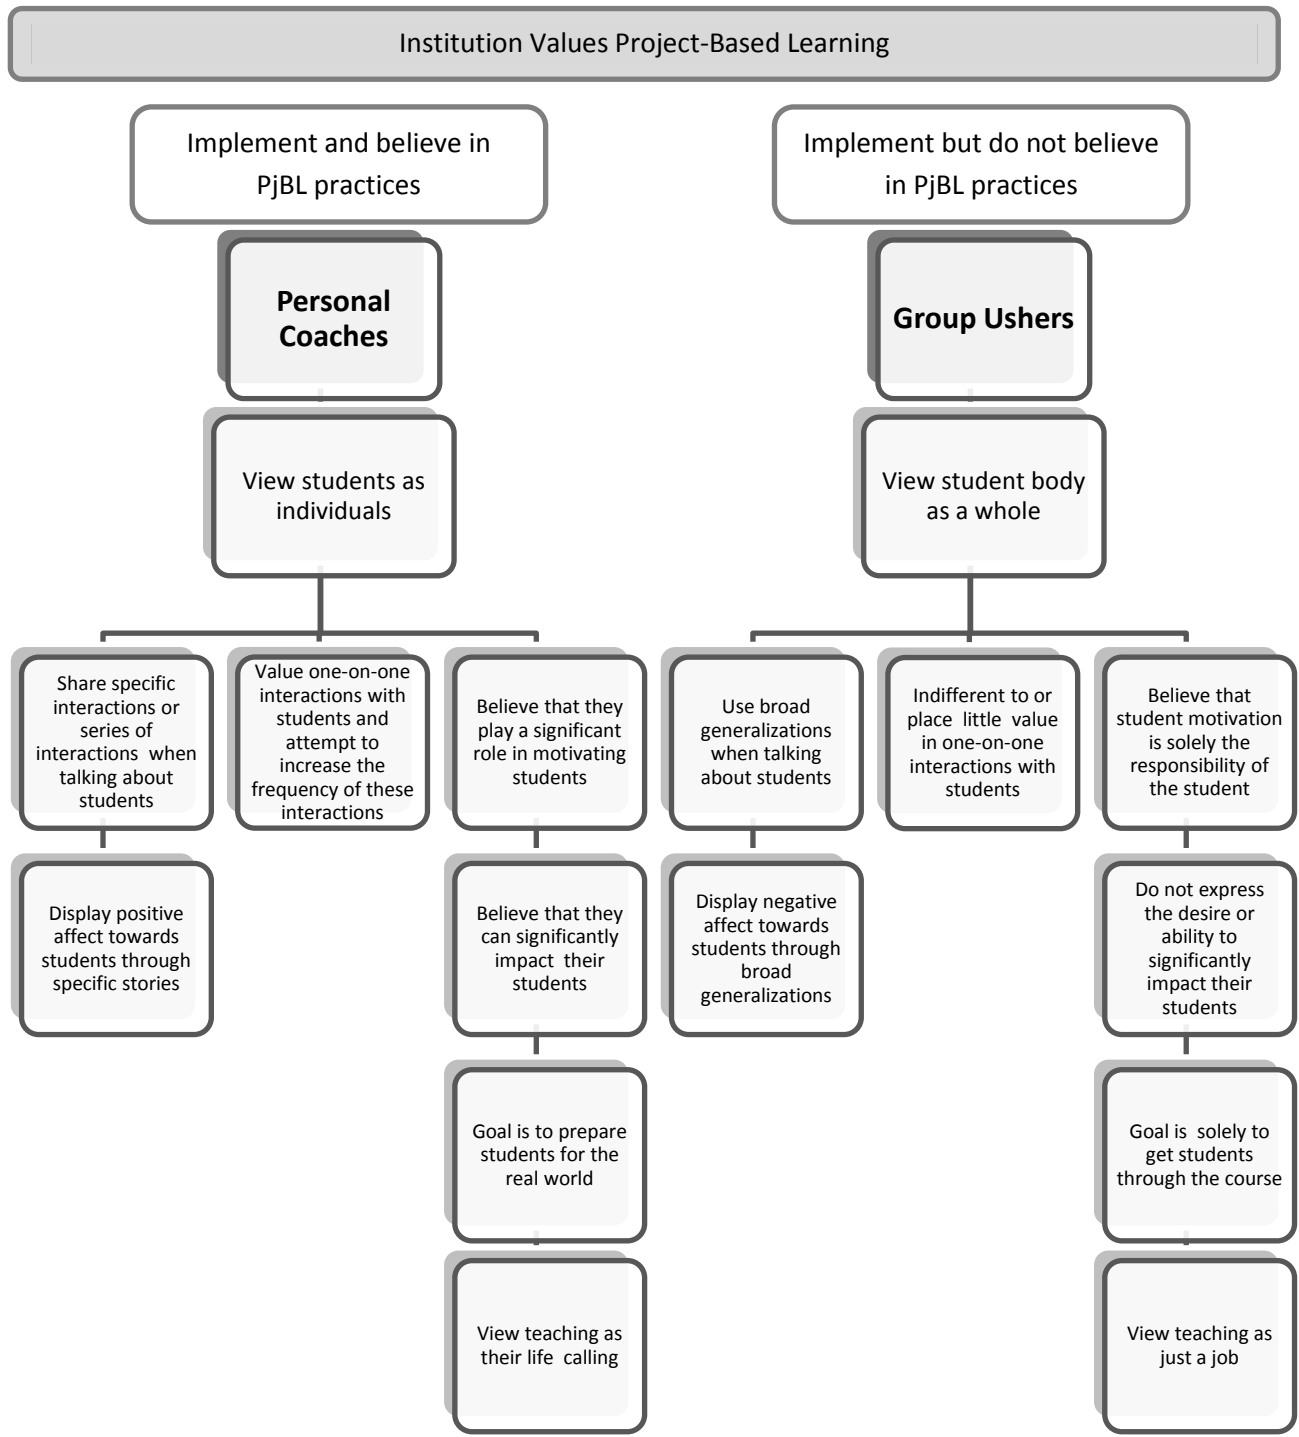 Institution Values Project-Based Learning
Implement and believe in
PjBL practices
Personal
Coaches
View students as
individuals
Share specific
interactions or
series of
interactions when
talking about
students
Display positive
affect towards
students through
specific stories
Value one-on-one
interactions with
students and
attempt to
increase the
frequency of these
interactions
Believe that they
play a significant
role in motivating
students
Believe that they
can significantly
impact their
students
Goal is to prepare
students for the
real world
View teaching as
their life calling
Implement but do not believe
in PjBL practices
Group Ushers
View student body
as a whole
Use broad
generalizations
when talking
about students
Display negative
affect towards
students through
broad
generalizations
Indifferent to or
place little value
in one-on-one
interactions with
students
Believe that
student motivation
is solely the
responsibility of
the student
Do not express
the desire or
ability to
significantly
impact their
students
Goal is solely to
get students
through the course
View teaching as
just a job